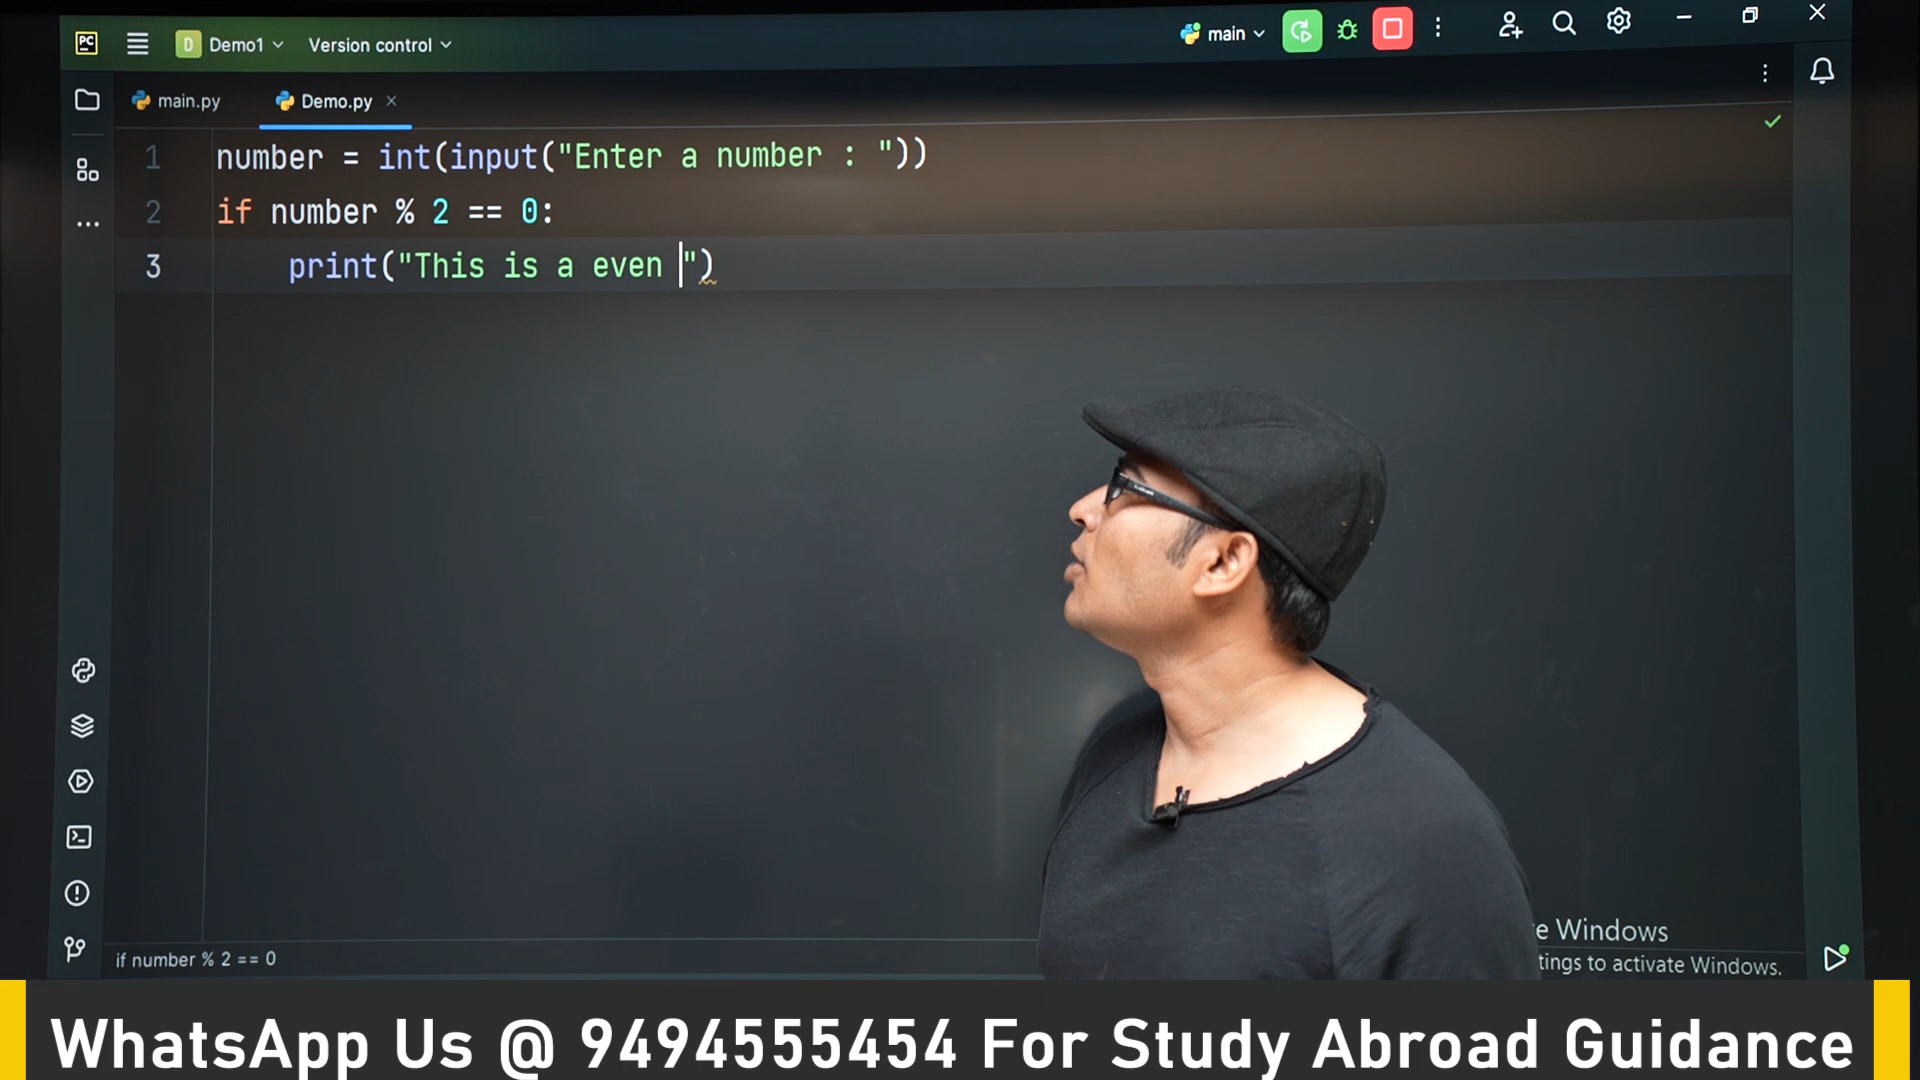 PC
D Demo1 Version control
main
main.py Demo.py
1 number = int(input("Enter a number : "))
2 if number % 2 == 0:
3 print("This is a even ")
if number % 2 == 0
e Windows
tings to activate Windows.
WhatsApp Us @ 9494555454 For Study Abroad Guidance